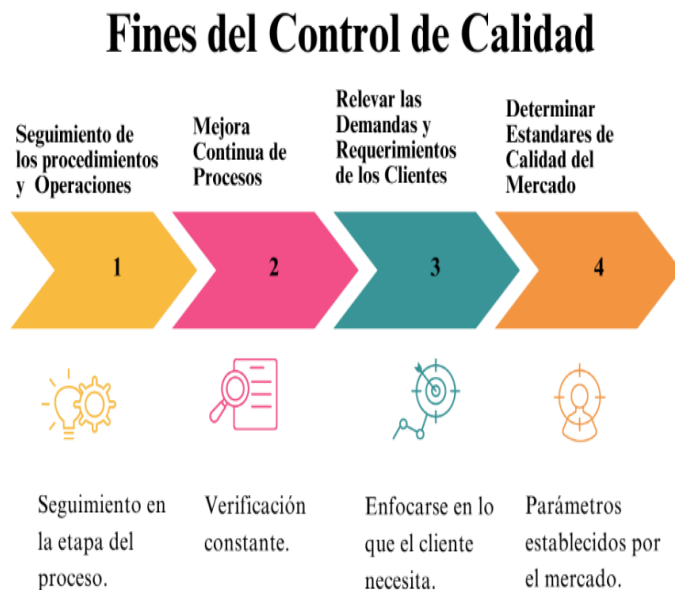 Fines del Control de Calidad
Seguimiento de
los procedimientos
y Operaciones
Mejora
Continua de
Procesos
Relevar las
Demandas y
Requerimientos
de los Clientes
Determinar
Estandares de
Calidad del
Mercado
1
2
3
4
Seguimiento en
la etapa del
proceso.
Verificación
constante.
Enfocarse en lo
que el cliente
necesita.
Parámetros
establecidos por
el mercado.